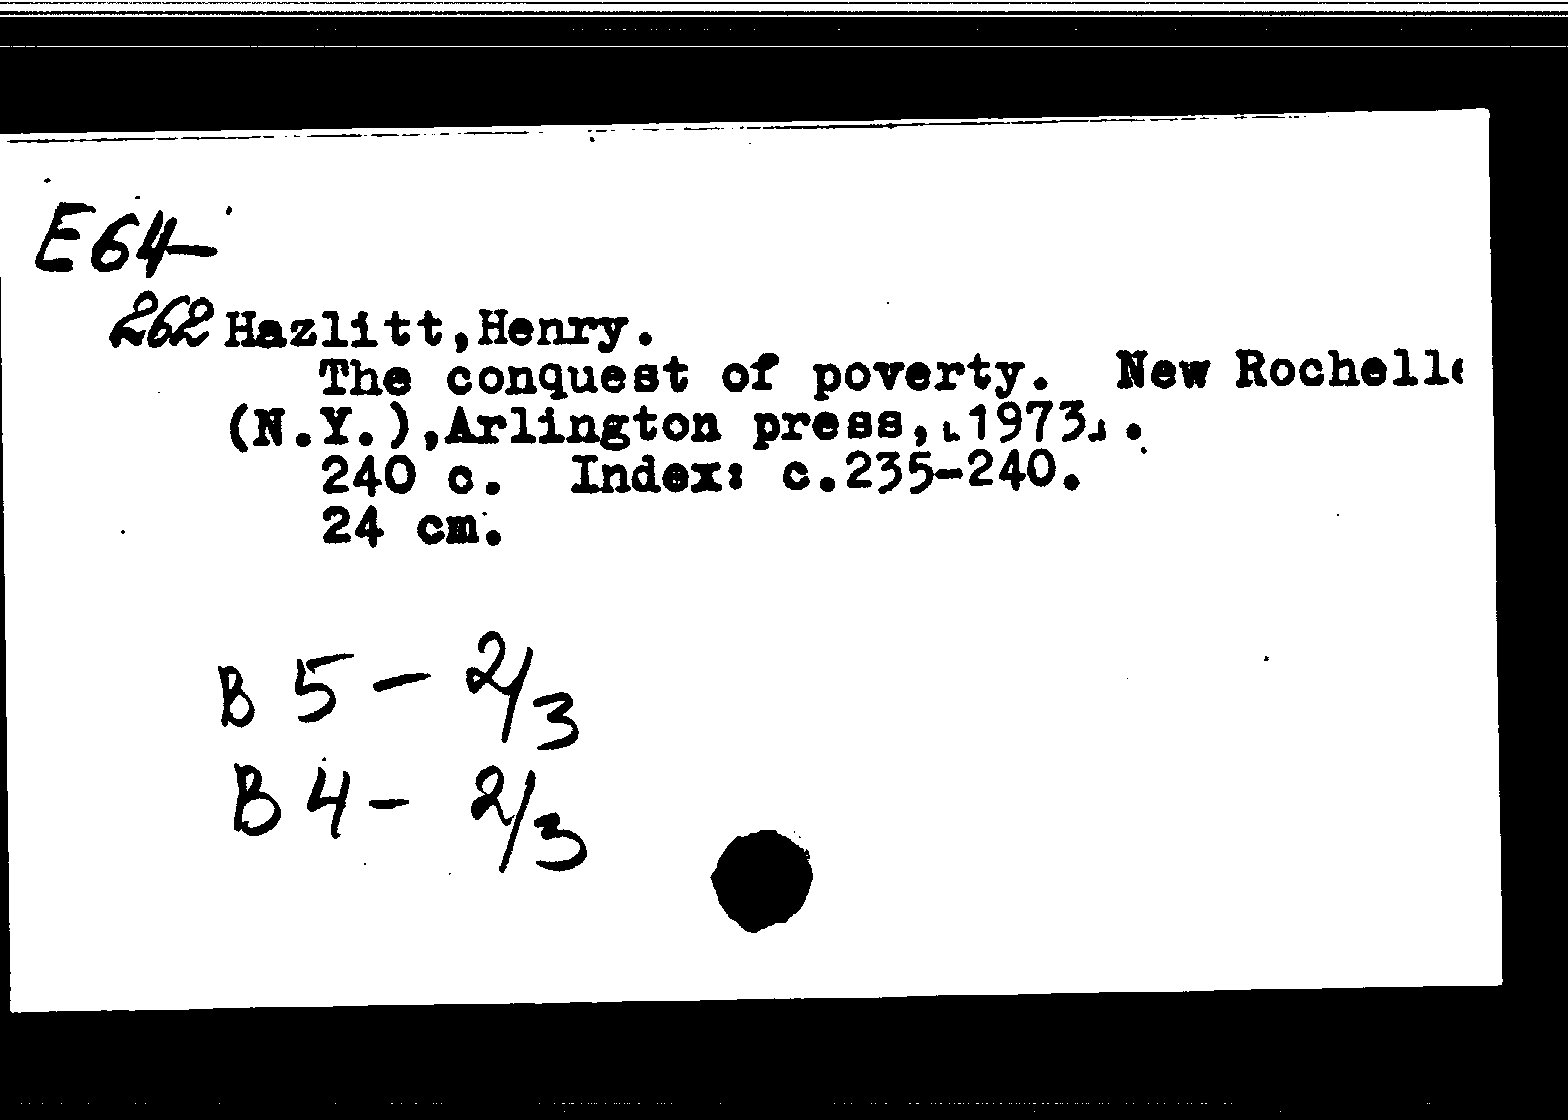 E64-
262 Hazlitt,Henry.
The conquest of poverty. New Rochelle
(N.Y.),Arlington press,[1973].
240 c. Index: c.235-240.
24 cm.
B 5 - 2/3
B 4 - 2/3